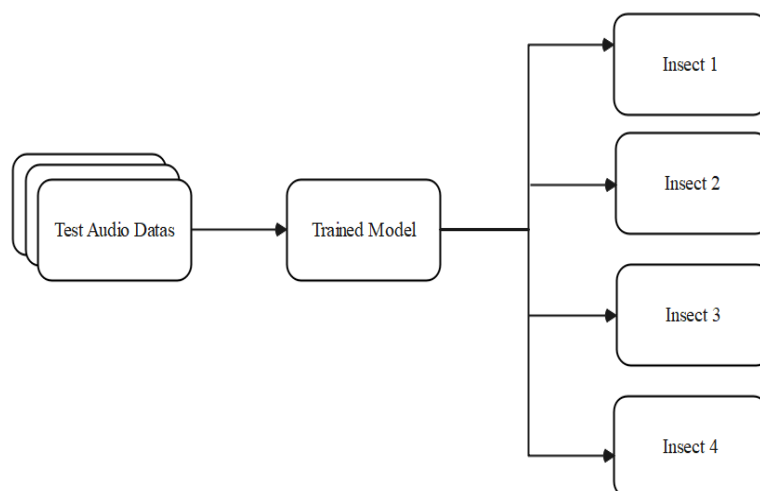 Test Audio Datas
Trained Model
Insect 1
Insect 2
Insect 3
Insect 4